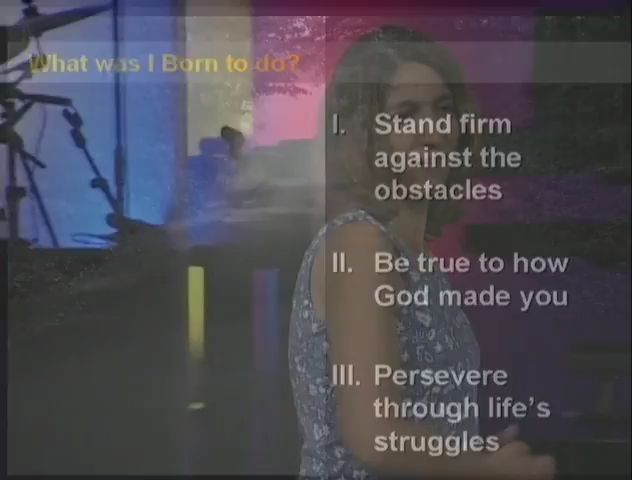 What was I Born to do?
I. Stand firm
against the
obstacles
II. Be true to how
God made you
III. Persevere
through life's
struggles